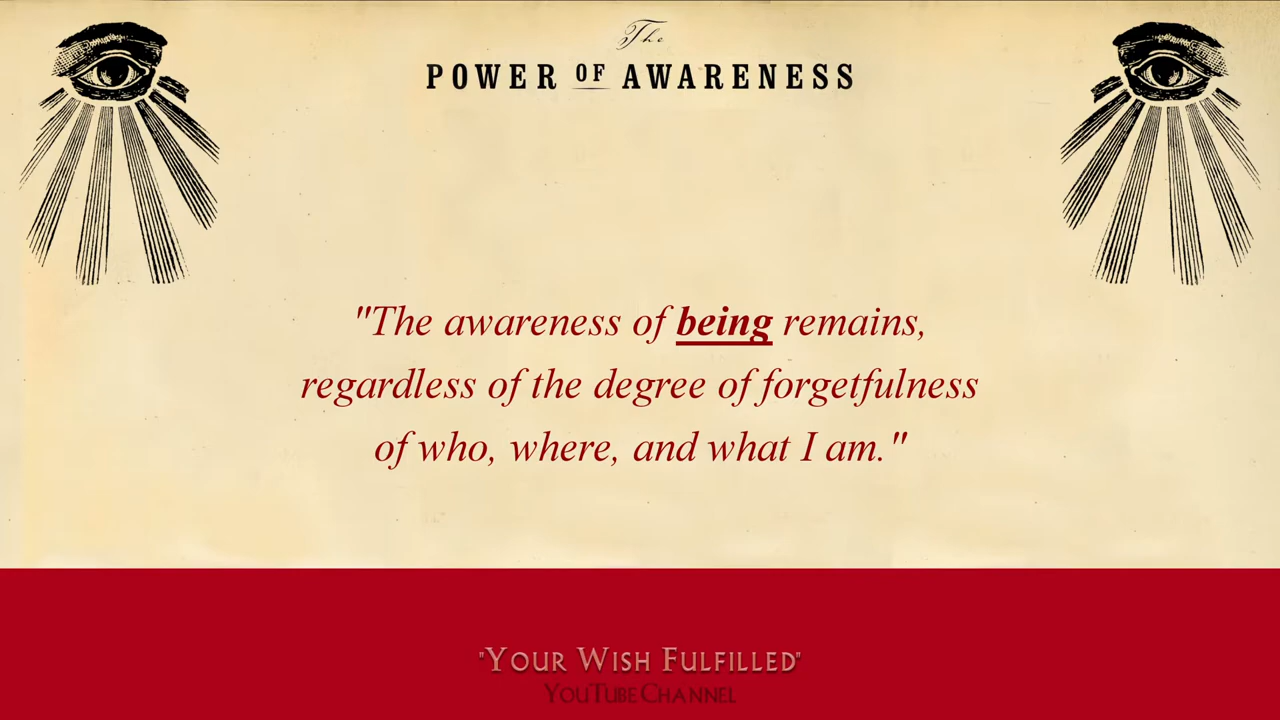 The
POWER OF AWARENESS
"The awareness of being remains,
regardless of the degree of forgetfulness
of who, where, and what I am."
"YOUR WISH FULFILLED"
YOUTUBE CHANNEL